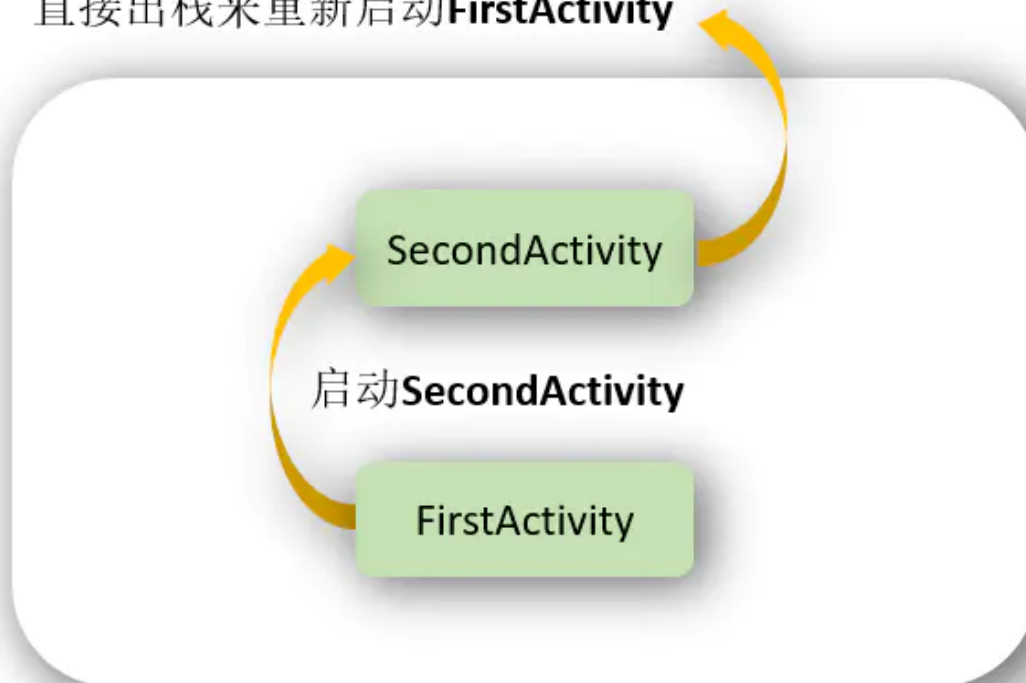 直接出栈来重新启动FirstActivity
SecondActivity
启动SecondActivity
FirstActivity